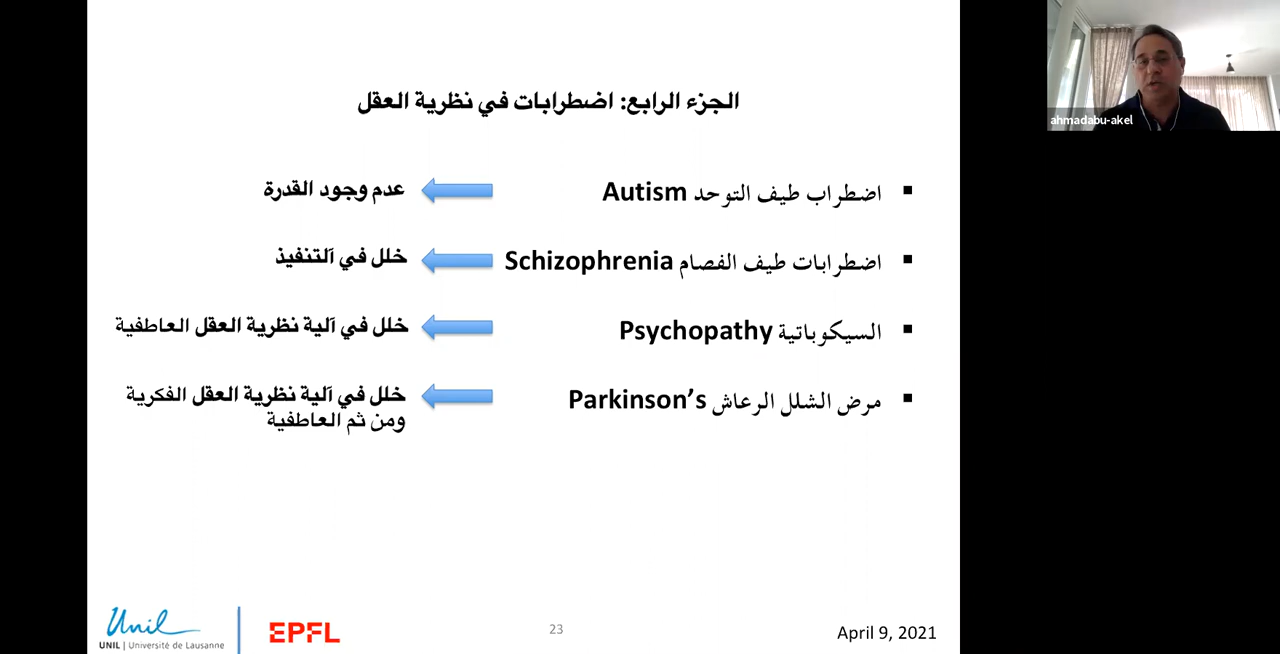 الجزء الرابع: اضطرابات في نظرية العقل
اضطراب طيف التوحد Autism
عدم وجود القدرة
اضطرابات طيف الفصام Schizophrenia
خلل في آلتنفيذ
السيكوباتية Psychopathy
خلل في آلية نظرية العقل العاطفية
مرض الشلل الرعاش Parkinson’s
خلل في آلية نظرية العقل الفكرية
ومن ثم العاطفية
ahmadabu-akel
Unil
UNIL | Université de Lausanne
EPFL
23
April 9, 2021